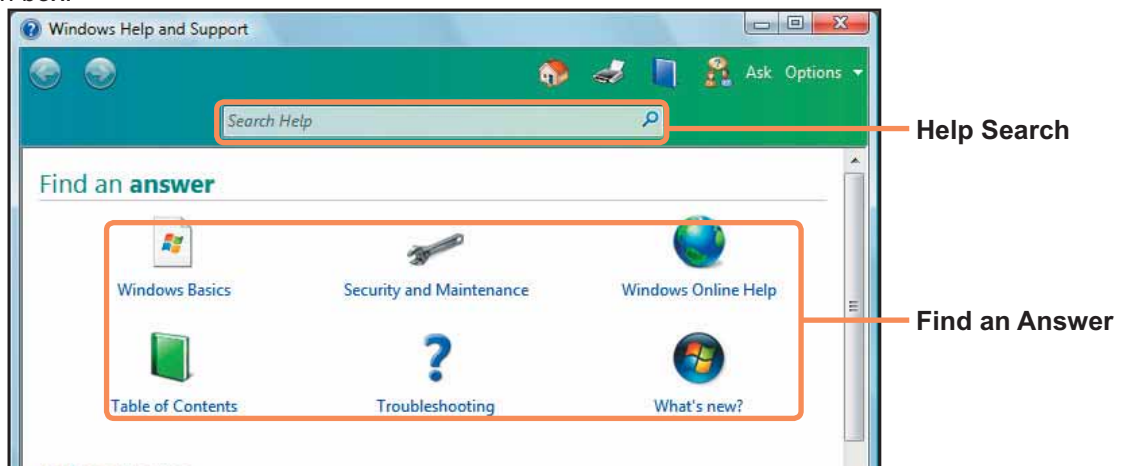 Windows Help and Support
Ask Options
Search Help
Help Search
Find an answer
Windows Basics Security and Maintenance Windows Online Help
Find an Answer
Table of Contents Troubleshooting What's new?